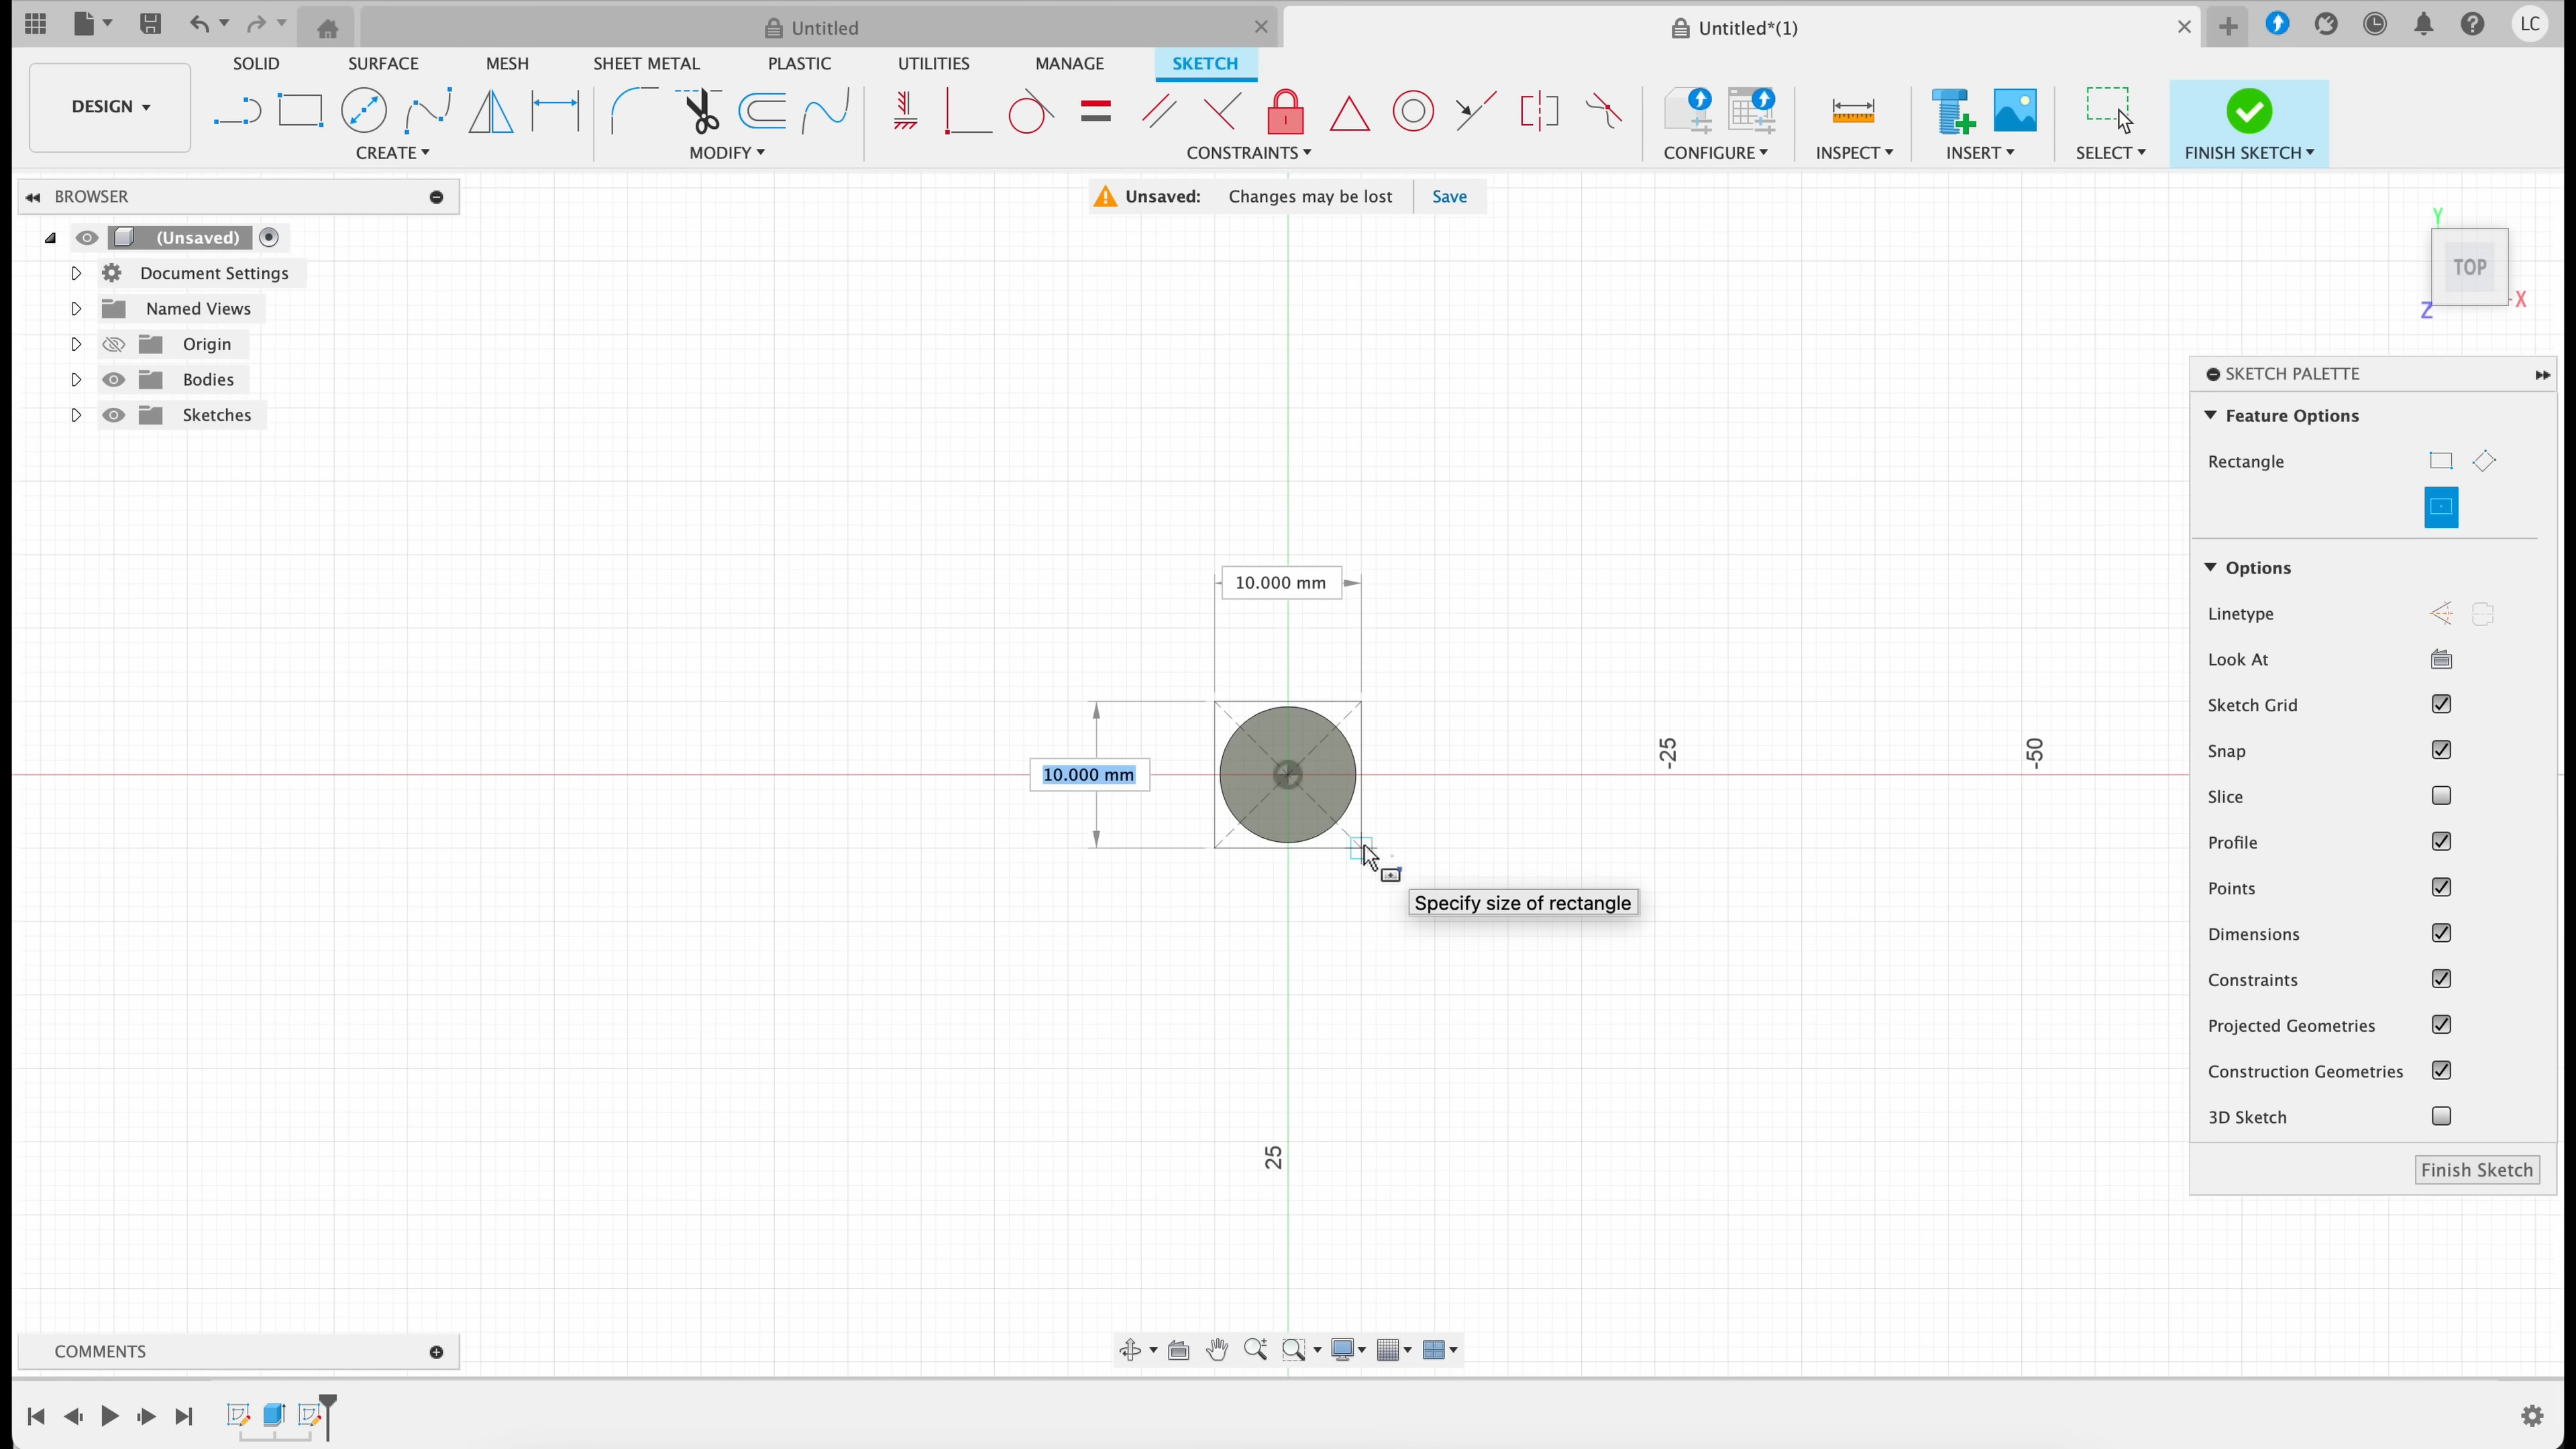 Untitled
Untitled*(1)
LC
SOLID
SURFACE
MESH
SHEET METAL
PLASTIC
UTILITIES
MANAGE
SKETCH
DESIGN
CREATE
MODIFY
CONSTRAINTS
CONFIGURE
INSPECT
INSERT
SELECT
FINISH SKETCH
BROWSER
Unsaved: Changes may be lost
Save
(Unsaved)
Document Settings
Named Views
Origin
Bodies
Sketches
Y
TOP
X
Z
SKETCH PALETTE
Feature Options
Rectangle
Options
Linetype
Look At
Sketch Grid
Snap
Slice
Profile
Points
Dimensions
Constraints
Projected Geometries
Construction Geometries
3D Sketch
Finish Sketch
10.000 mm
10.000 mm
-25
-50
Specify size of rectangle
25
COMMENTS